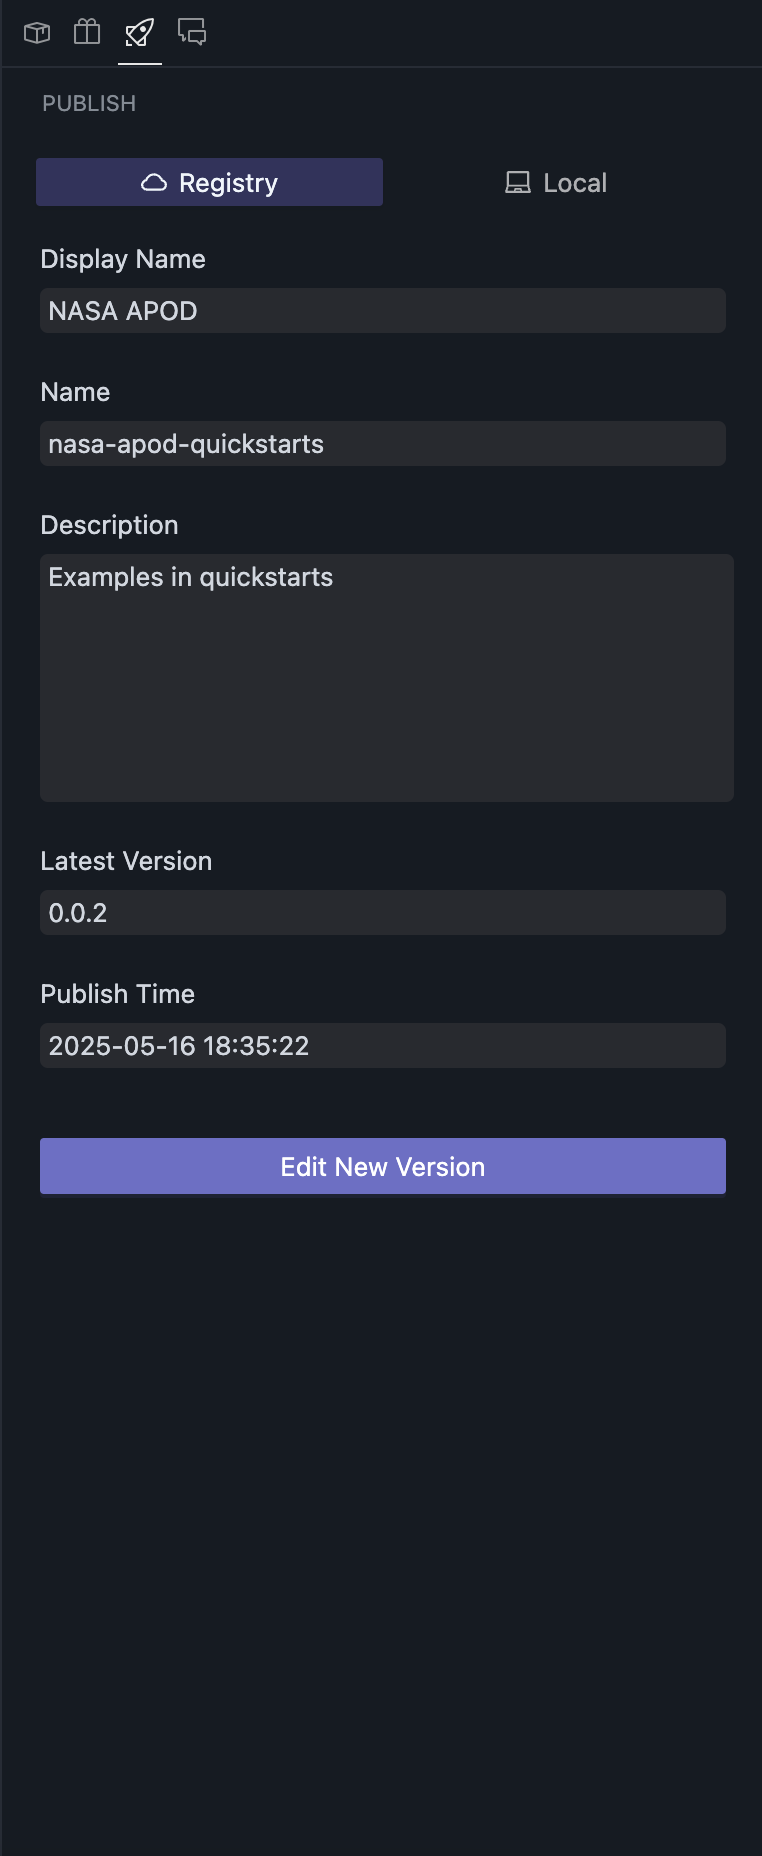 PUBLISH
Registry
Local
Display Name
NASA APOD
Name
nasa-apod-quickstarts
Description
Examples in quickstarts
Latest Version
0.0.2
Publish Time
2025-05-16 18:35:22
Edit New Version